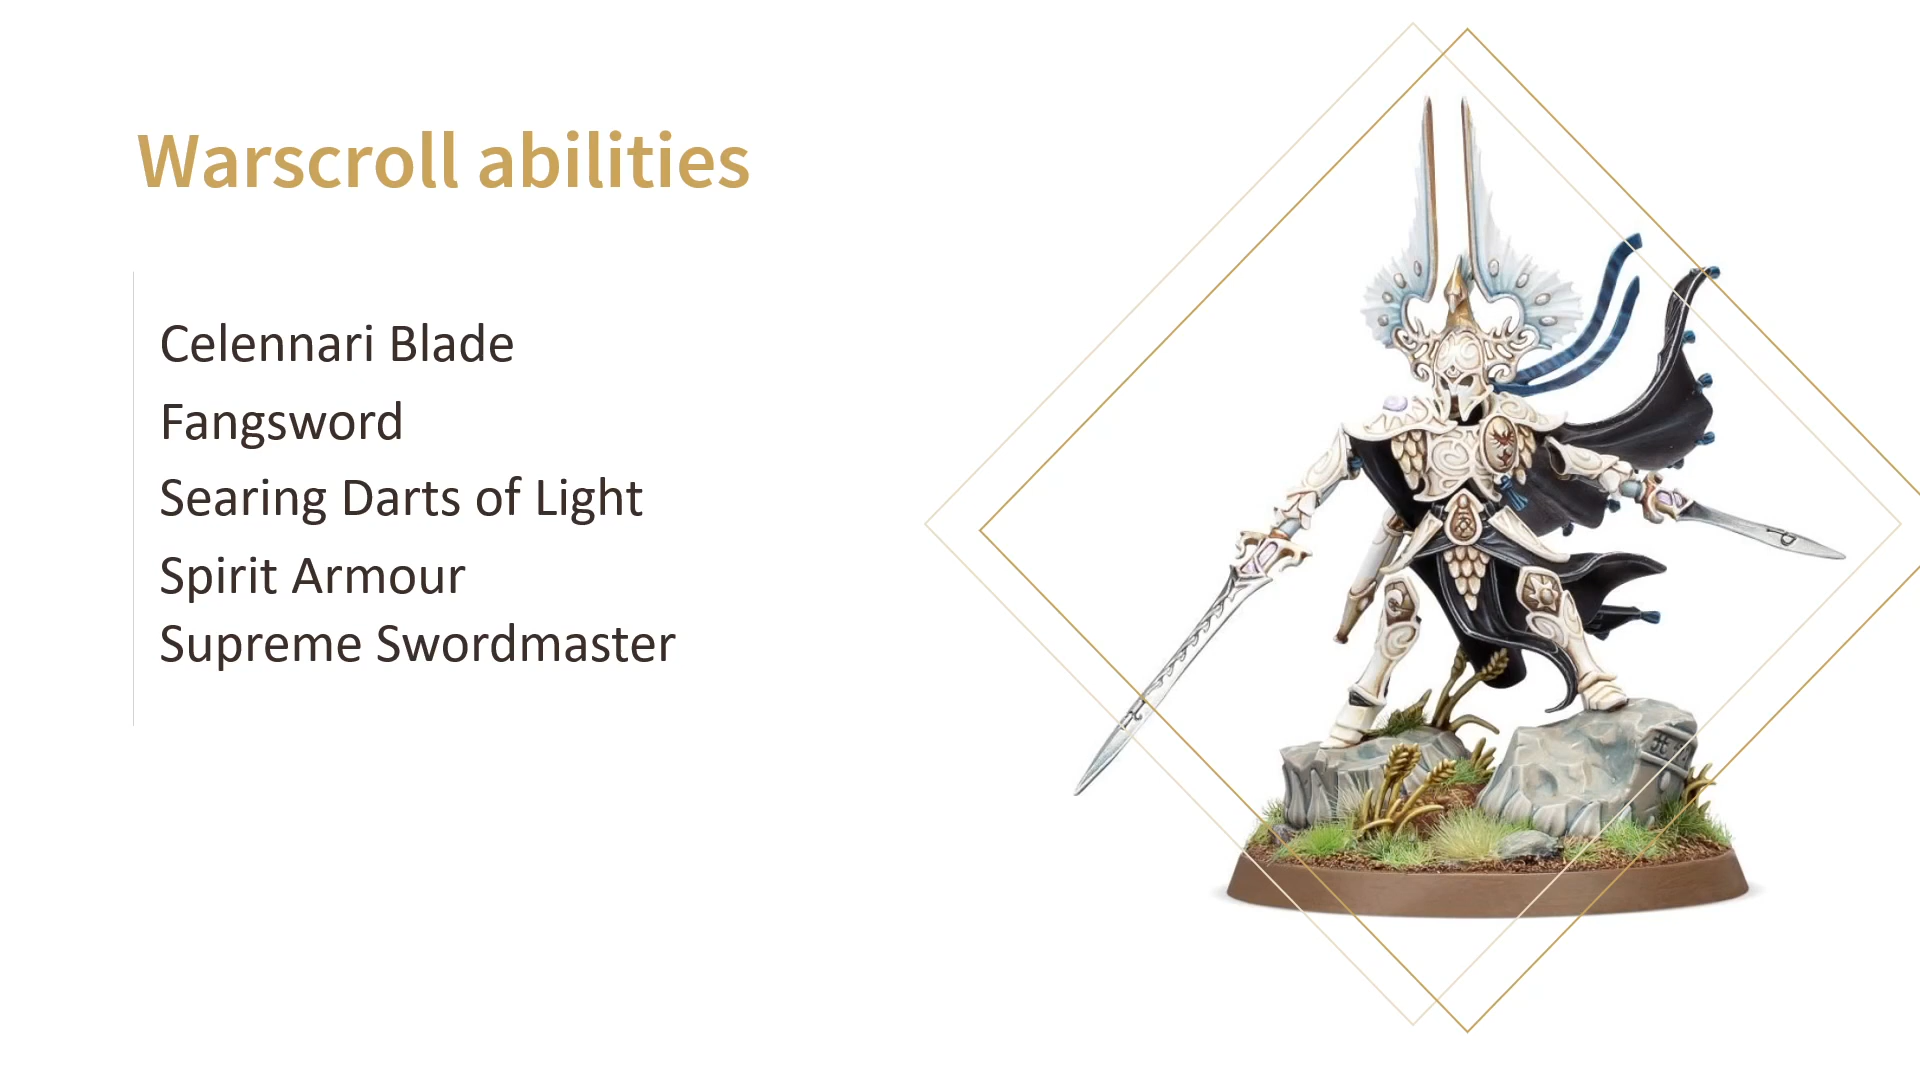 Warscroll abilities
Celennari Blade
Fangsword
Searing Darts of Light
Spirit Armour
Supreme Swordmaster